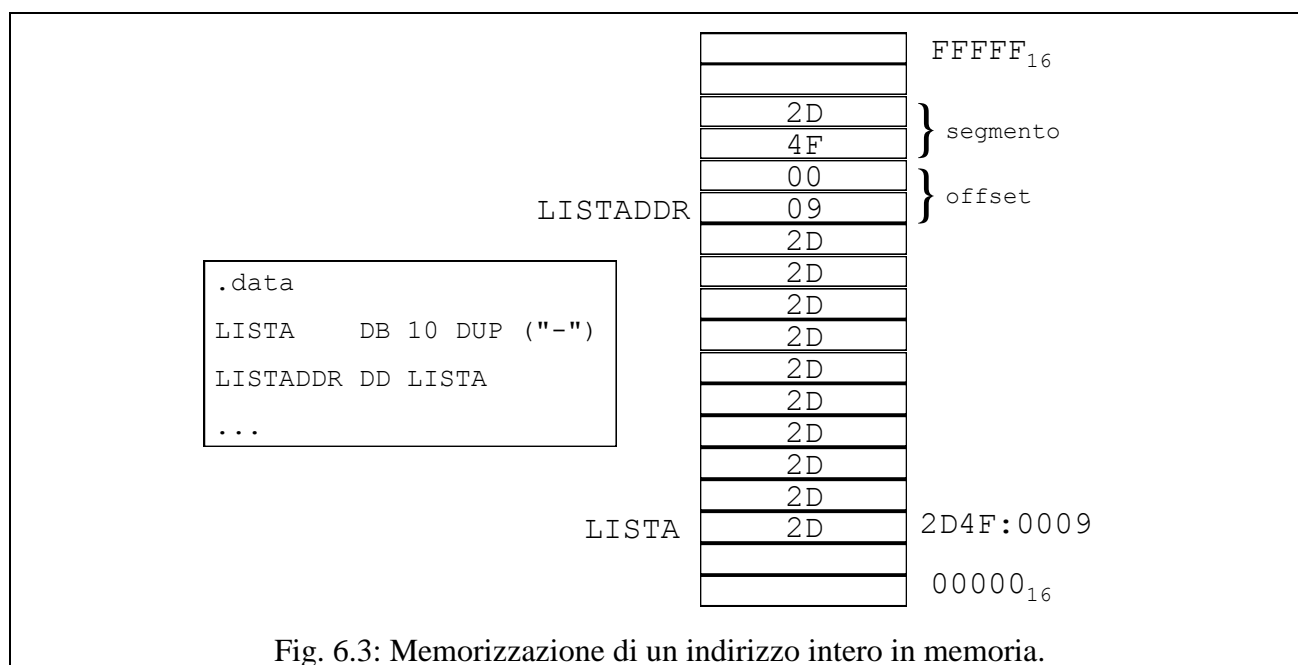 FFFFF16
2D
4F
segmento
00
offset
LISTADDR 09
2D
2D
2D
2D
2D
2D
2D
2D
2D
LISTA 2D 2D4F:0009
0000016
.data
LISTA DB 10 DUP ("-")
LISTADDR DD LISTA
...
Fig. 6.3: Memorizzazione di un indirizzo intero in memoria.